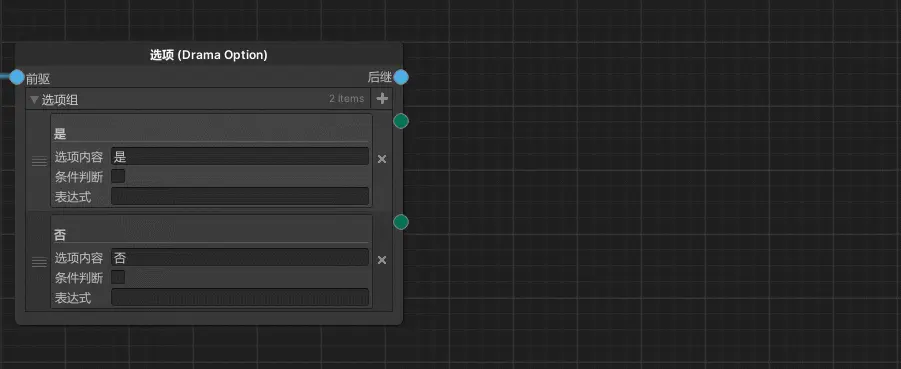 选项 (Drama Option)
前驱 后继
选项组 2 Items
是
选项内容 是
条件判断
表达式
否
选项内容 否
条件判断
表达式